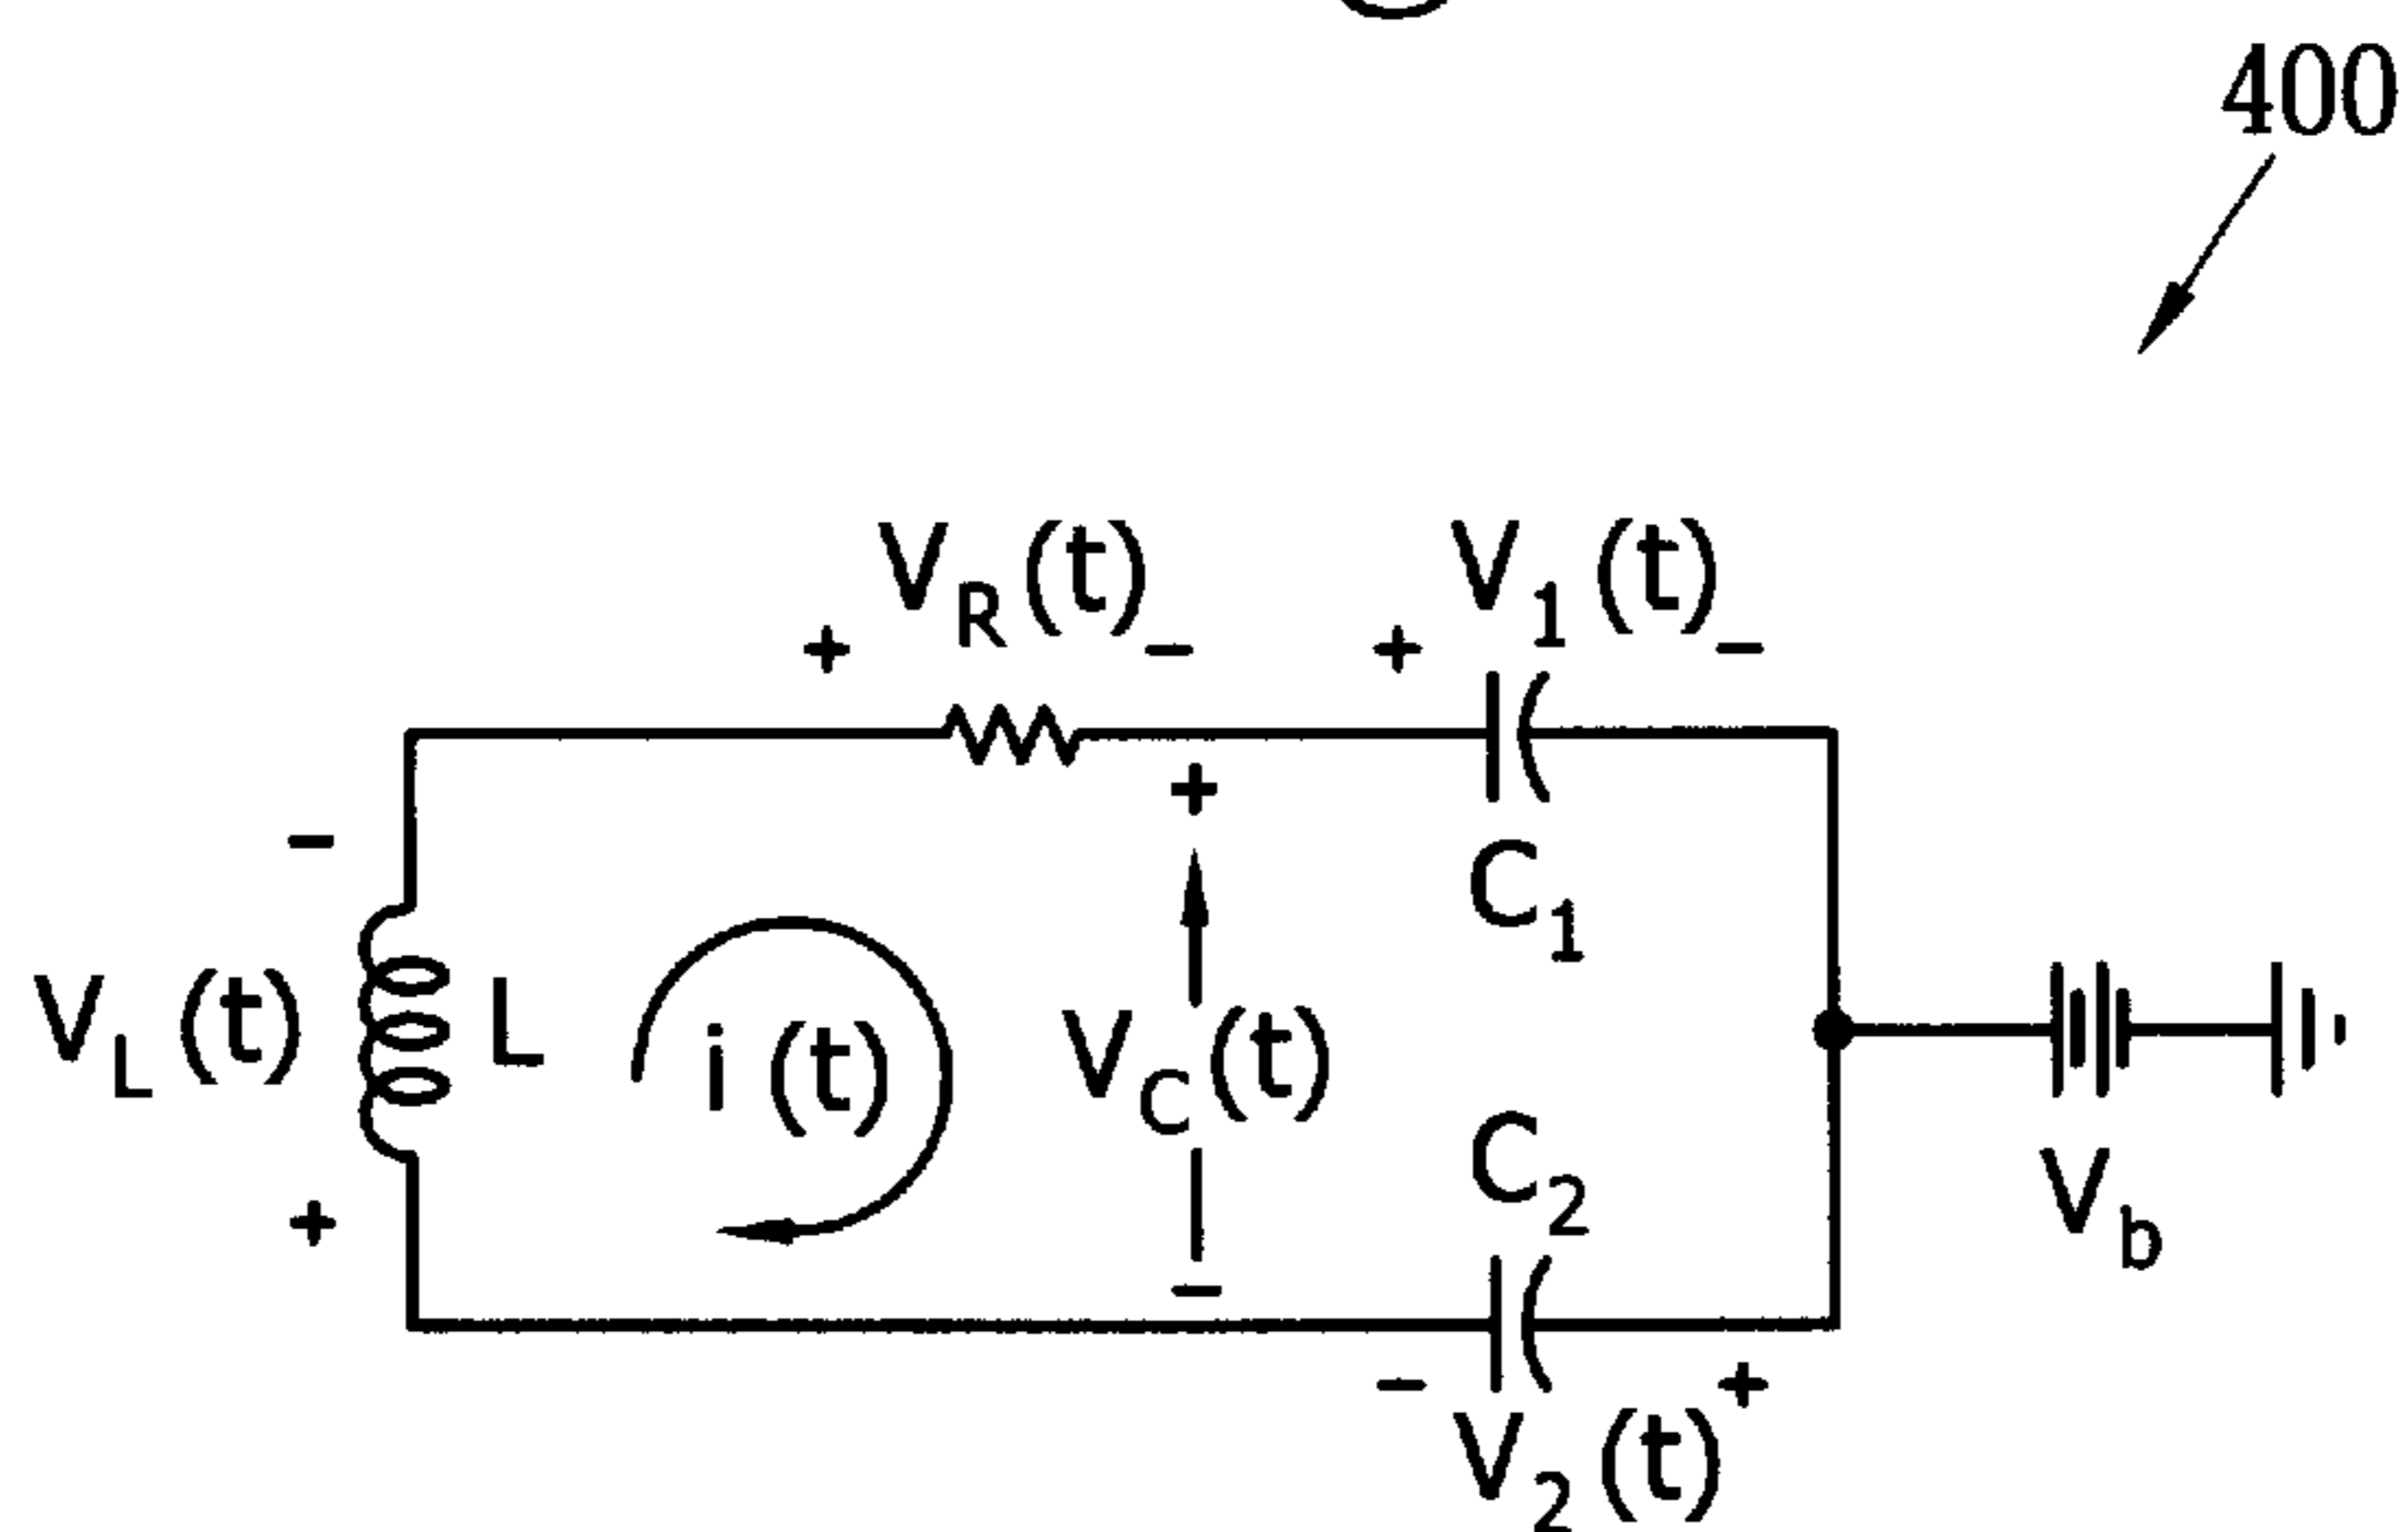 400
V_R(t) V_1(t)
+ - + -
+
-
C_1
V_L(t) L i(t) V_C(t)
C_2 V_b
+
-
- +
V_2(t)